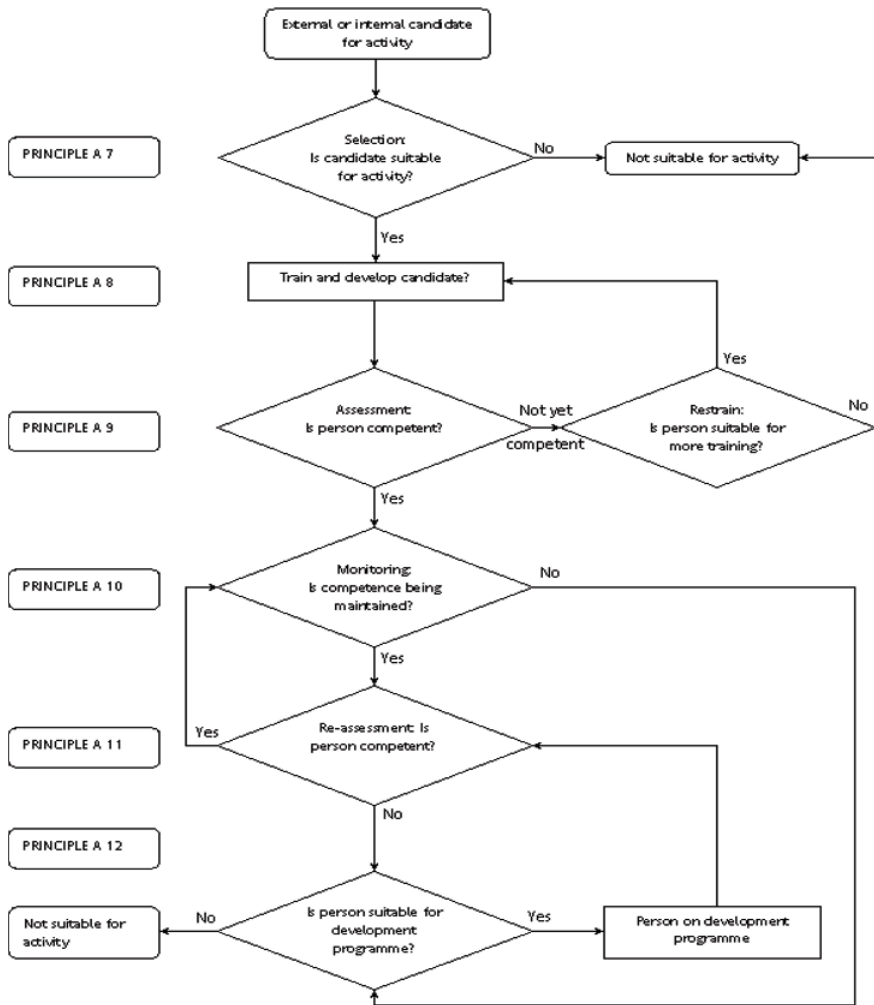 External or internal candidate
for activity
PRINCIPLE A 7
Selection:
Is candidate suitable
for activity?
No
Not suitable for activity
Yes
PRINCIPLE A 8
Train and develop candidate?
Yes
PRINCIPLE A 9
Assessment:
Is person competent?
Not yet
competent
Restrain:
Is person suitable for
more training?
No
Yes
PRINCIPLE A 10
Monitoring:
Is competence being
maintained?
No
Yes
PRINCIPLE A 11
Yes
Re-assessment: Is
person competent?
No
PRINCIPLE A 12
Not suitable for
activity
No
Is person suitable for
development
programme?
Yes
Person on development
programme